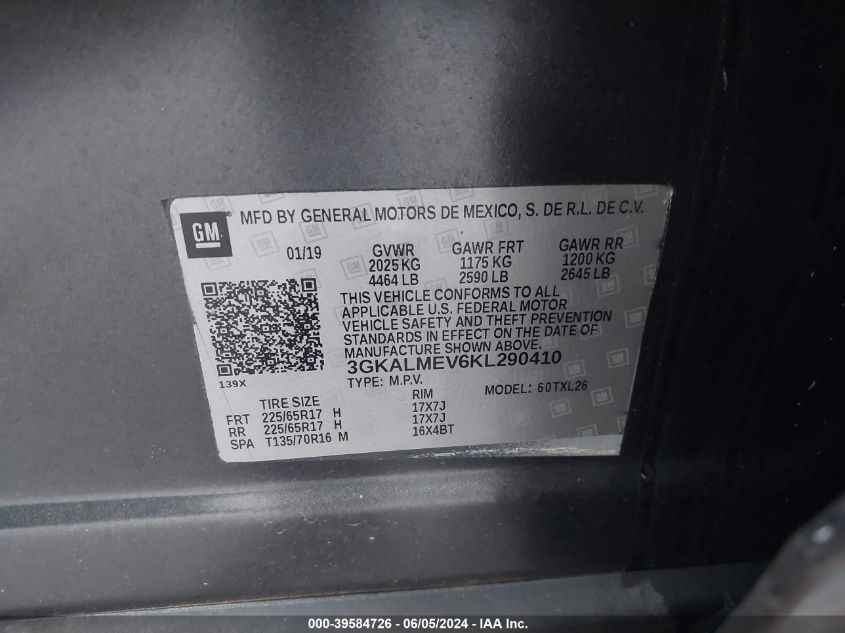 GM
MFD BY GENERAL MOTORS DE MEXICO, S. DE R.L. DE C.V.
01/19 GVWR GAWR FRT GAWR RR
2025 KG 1175 KG 1200 KG
4464 LB 2590 LB 2645 LB
THIS VEHICLE CONFORMS TO ALL
APPLICABLE U.S. FEDERAL MOTOR
VEHICLE SAFETY AND THEFT PREVENTION
STANDARDS IN EFFECT ON THE DATE OF
MANUFACTURE SHOWN ABOVE.
3GKALMEV6KL290410
139X
TYPE: M.P.V. MODEL: 60TXL26
TIRE SIZE RIM
FRT 225/65R17 H 17X7J
RR 225/65R17 H 17X7J
SPA T135/70R16 M 16X4BT
000-39584726 - 06/05/2024 - IAA Inc.